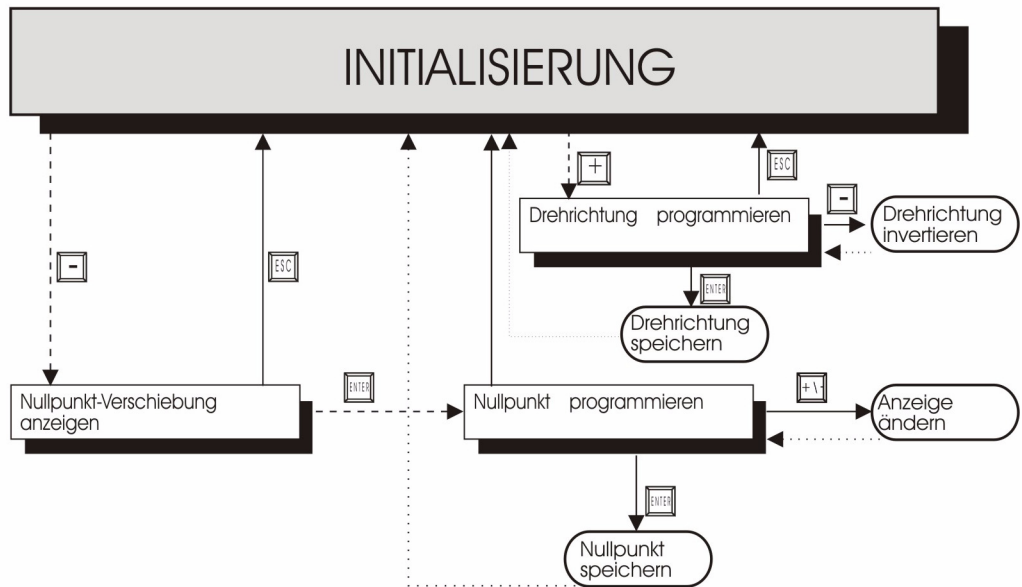 INITIALISIERUNG
+
ESC
Drehrichtung programmieren
-
Drehrichtung
invertieren
-
ESC
ENTER
Drehrichtung
speichern
Nullpunkt-Verschiebung
anzeigen
ENTER
Nullpunkt programmieren
+\-
Anzeige
ändern
ENTER
Nullpunkt
speichern